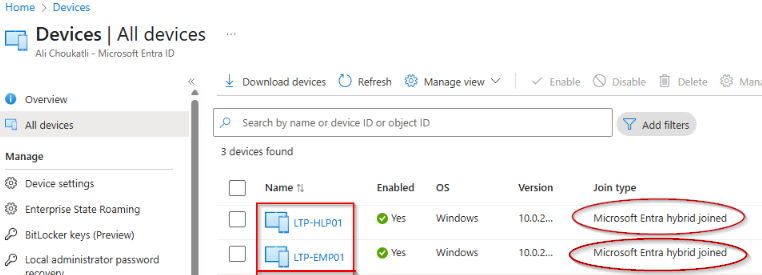 Home > Devices >
Devices | All devices ...
Ali Choukatli - Microsoft Entra ID
«
Download devices Refresh Manage view Enable Disable Delete Mana
Overview
All devices
Search by name or device ID or object ID
Add filters
Manage
3 devices found
Device settings
Name ↑↓ Enabled OS Version Join type
Enterprise State Roaming
LTP-HLP01 Yes Windows 10.0.2... Microsoft Entra hybrid joined
BitLocker keys (Preview)
LTP-EMP01 Yes Windows 10.0.2... Microsoft Entra hybrid joined
Local administrator password
recovery